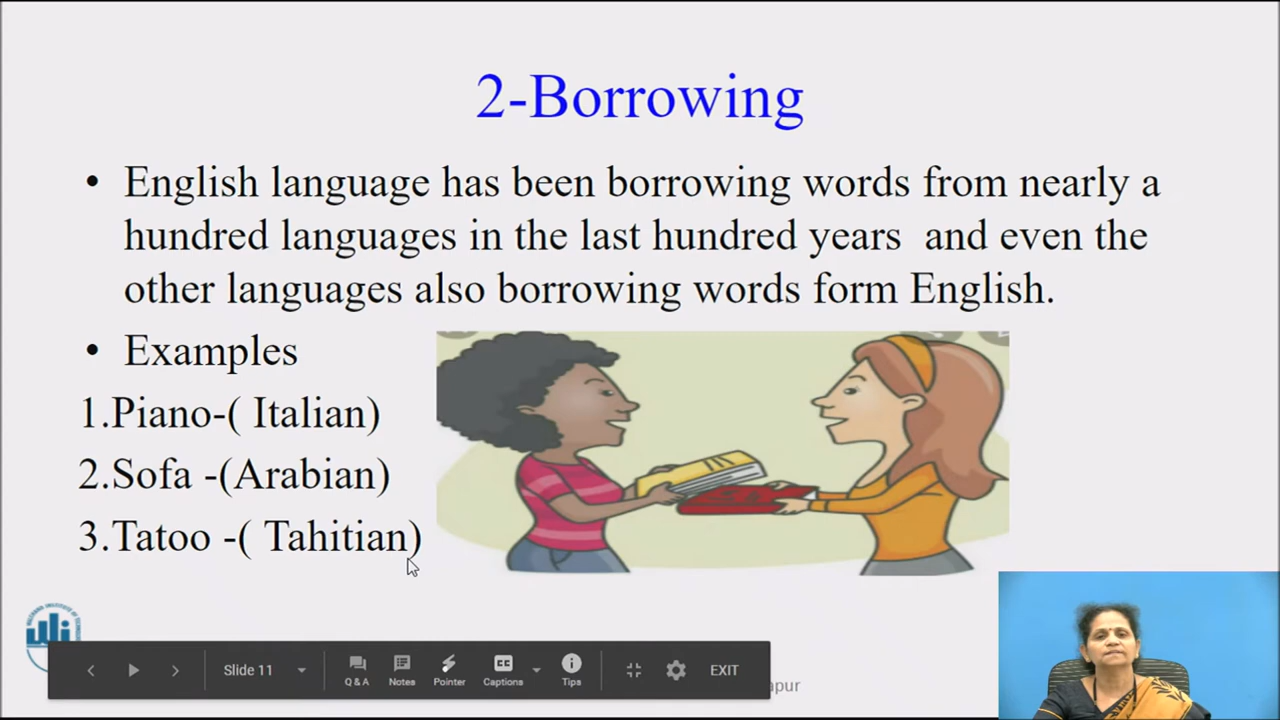 2-Borrowing
• English language has been borrowing words from nearly a
hundred languages in the last hundred years and even the
other languages also borrowing words form English.
• Examples
1.Piano-( Italian)
2.Sofa -(Arabian)
3.Tatoo -( Tahitian)
Slide 11
Q & A
Notes
Pointer
CC
Captions
Tips
EXIT